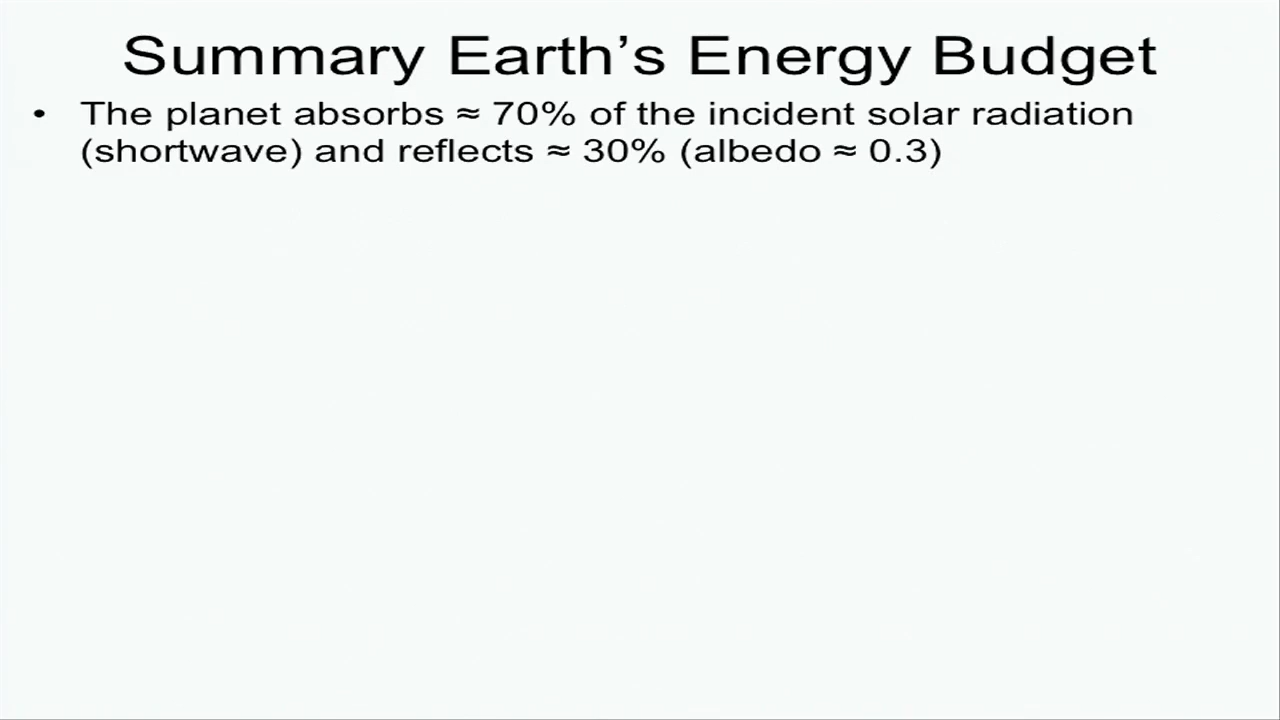 Summary Earth’s Energy Budget
• The planet absorbs ≈ 70% of the incident solar radiation
(shortwave) and reflects ≈ 30% (albedo ≈ 0.3)